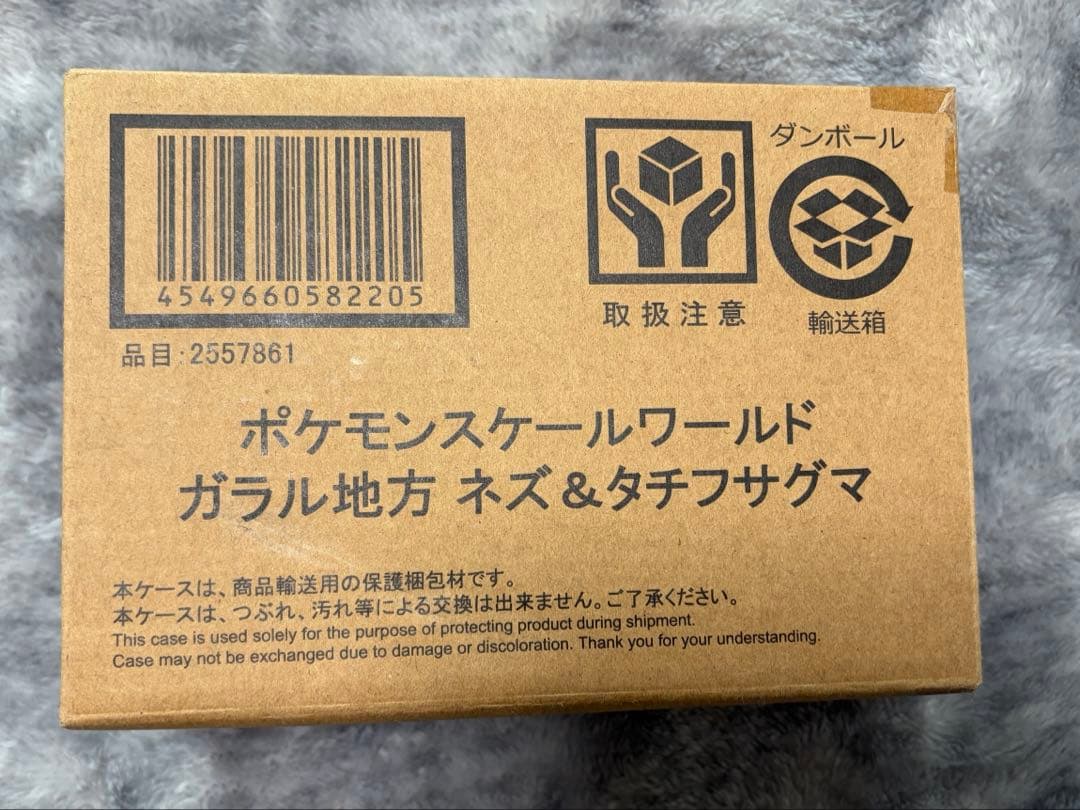 4549660582205
品目:2557861
取扱注意
ダンボール
輸送箱
ポケモンスケールワールド
ガラル地方 ネズ&タチフサグマ
本ケースは、商品輸送用の保護梱包材です。
本ケースは、つぶれ、汚れ等による交換は出来ません。ご了承ください。
This case is used solely for the purpose of protecting product during shipment.
Case may not be exchanged due to damage or discoloration. Thank you for your understanding.